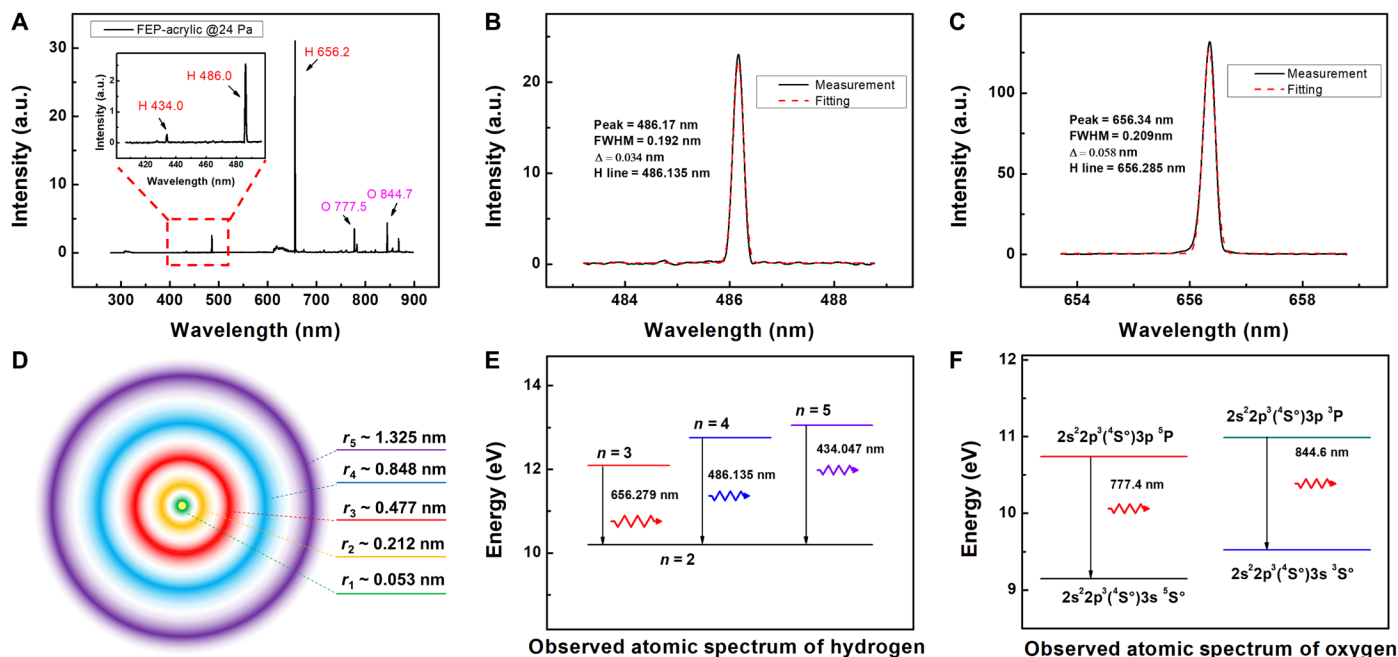 A
FEP-acrylic @24 Pa
Intensity (a.u.)
30
20
10
0
300 400 500 600 700 800 900
Wavelength (nm)
H 656.2
O 777.5
O 844.7
Intensity (a.u.)
2
1
0
420 440 460 480
Wavelength (nm)
H 434.0
H 486.0
B
Intensity (a.u.)
20
10
0
484 486 488
Wavelength (nm)
Measurement
Fitting
Peak = 486.17 nm
FWHM = 0.192 nm
Δ = 0.034 nm
H line = 486.135 nm
C
Intensity (a.u.)
100
50
0
654 656 658
Wavelength (nm)
Measurement
Fitting
Peak = 656.34 nm
FWHM = 0.209nm
Δ = 0.058 nm
H line = 656.285 nm
D
r5 ~ 1.325 nm
r4 ~ 0.848 nm
r3 ~ 0.477 nm
r2 ~ 0.212 nm
r1 ~ 0.053 nm
E
Energy (eV)
14
12
10
8
n = 3
n = 4
n = 5
656.279 nm
486.135 nm
434.047 nm
n = 2
Observed atomic spectrum of hydrogen
F
Energy (eV)
12
11
10
9
2s²2p³(⁴S°)3p ⁵P
777.4 nm
2s²2p³(⁴S°)3s ⁵S°
2s²2p³(⁴S°)3p ³P
844.6 nm
2s²2p³(⁴S°)3s ³S°
Observed atomic spectrum of oxygen